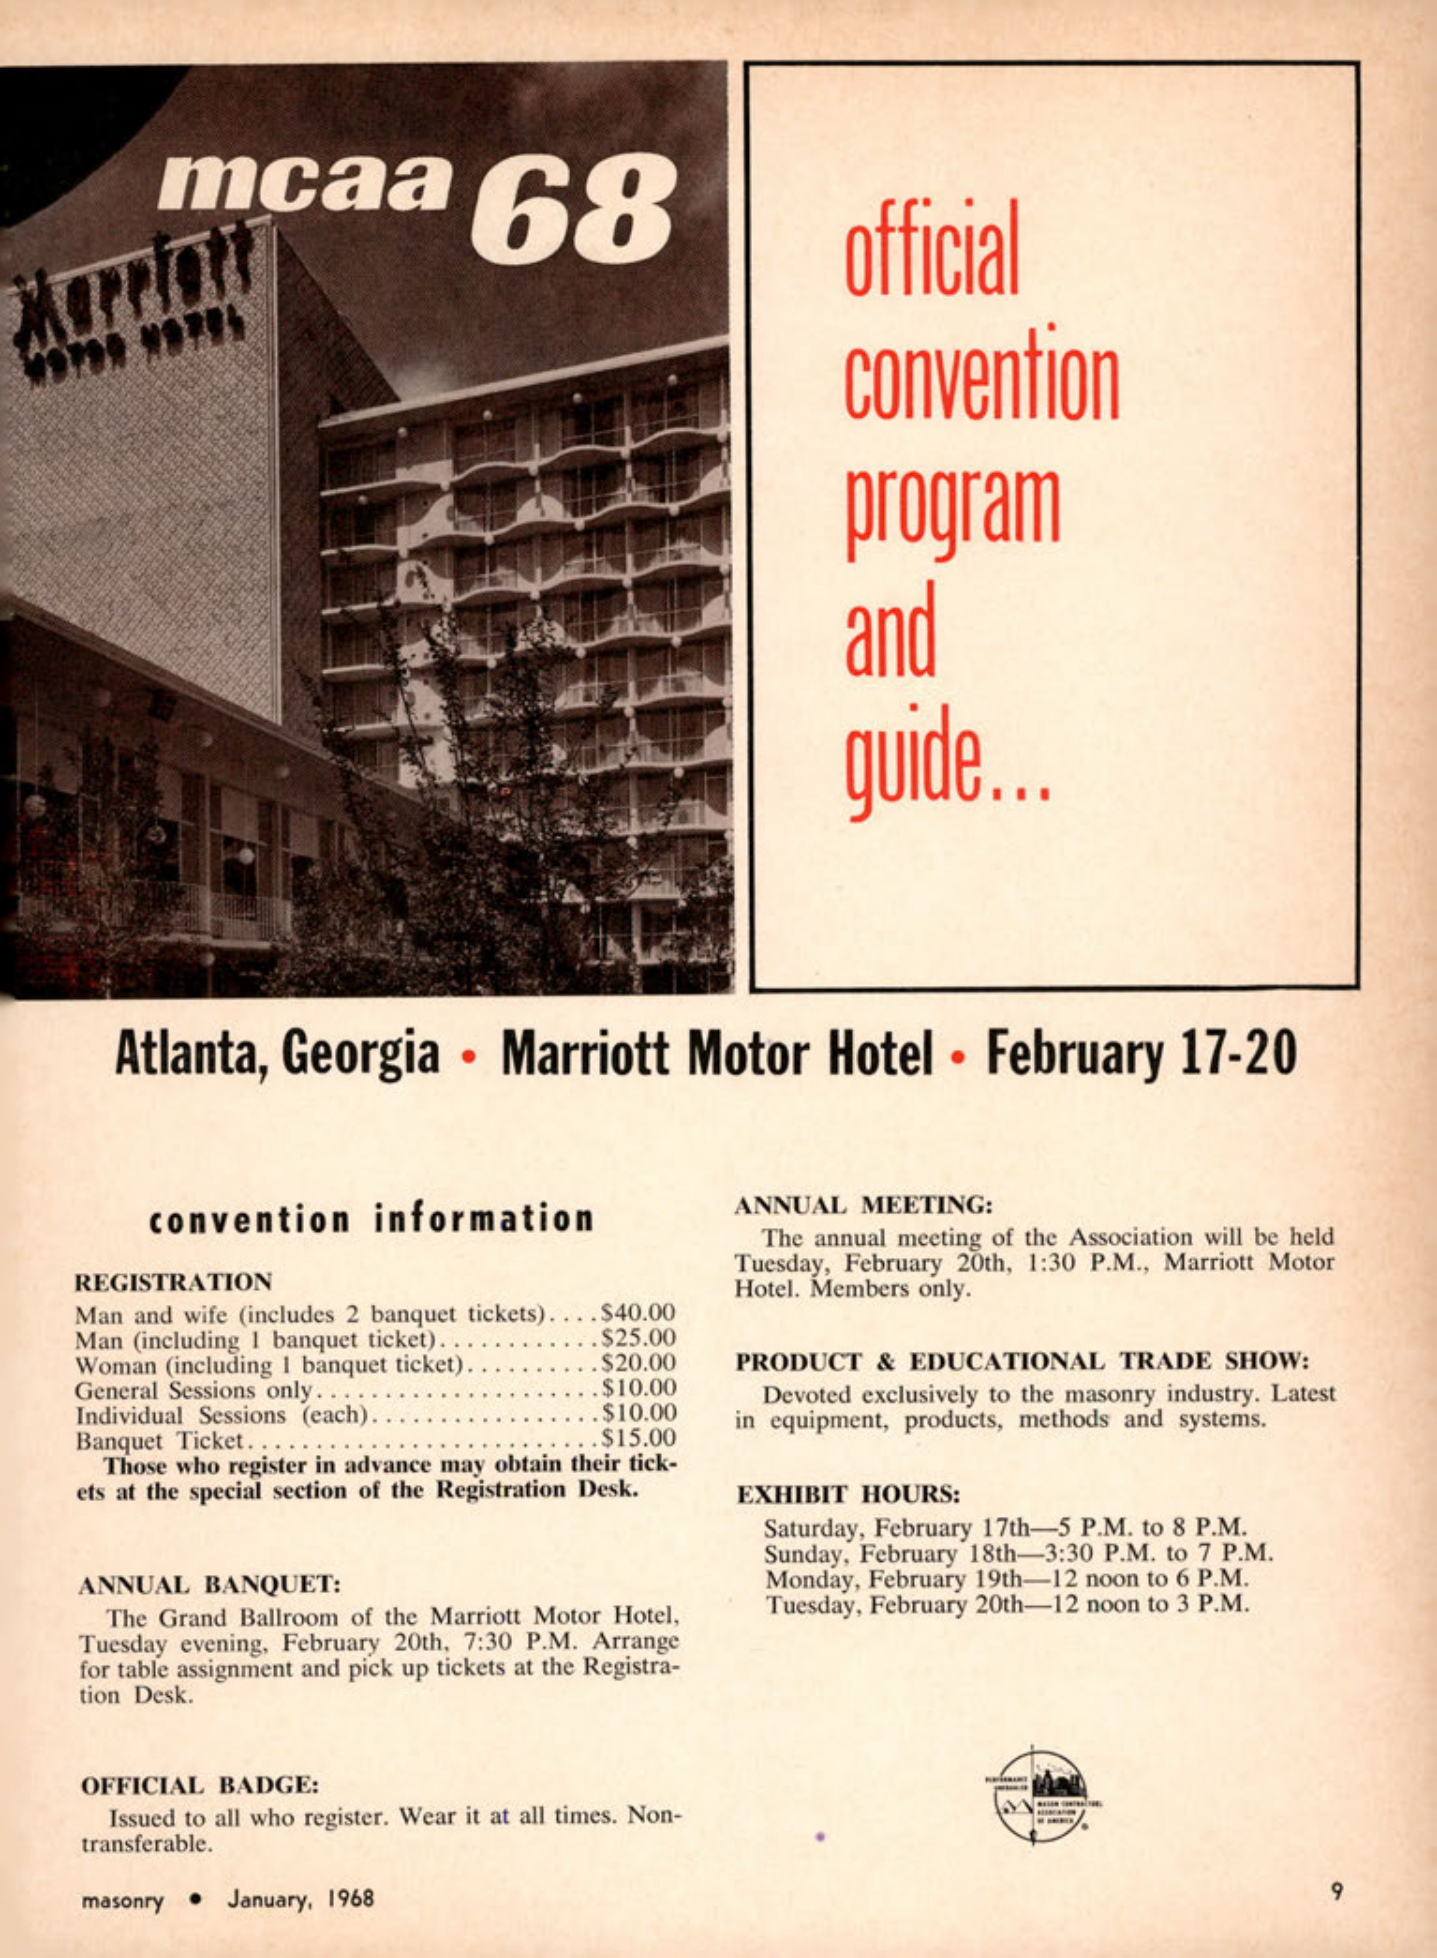 mcaa 68
Marriott
MOTOR HOTEL
official
convention
program
and
guide...
Atlanta, Georgia • Marriott Motor Hotel • February 17-20
convention information
REGISTRATION
Man and wife (includes 2 banquet tickets)....$40.00
Man (including 1 banquet ticket)............$25.00
Woman (including 1 banquet ticket)..........$20.00
General Sessions only.....................$10.00
Individual Sessions (each).................$10.00
Banquet Ticket..........................$15.00
Those who register in advance may obtain their tick-
ets at the special section of the Registration Desk.
ANNUAL BANQUET:
The Grand Ballroom of the Marriott Motor Hotel,
Tuesday evening, February 20th, 7:30 P.M. Arrange
for table assignment and pick up tickets at the Registra-
tion Desk.
OFFICIAL BADGE:
Issued to all who register. Wear it at all times. Non-
transferable.
ANNUAL MEETING:
The annual meeting of the Association will be held
Tuesday, February 20th, 1:30 P.M., Marriott Motor
Hotel. Members only.
PRODUCT & EDUCATIONAL TRADE SHOW:
Devoted exclusively to the masonry industry. Latest
in equipment, products, methods and systems.
EXHIBIT HOURS:
Saturday, February 17th—5 P.M. to 8 P.M.
Sunday, February 18th—3:30 P.M. to 7 P.M.
Monday, February 19th—12 noon to 6 P.M.
Tuesday, February 20th—12 noon to 3 P.M.
MASON CONTRACTORS
ASSOCIATION
OF AMERICA
®
masonry • January, 1968
9